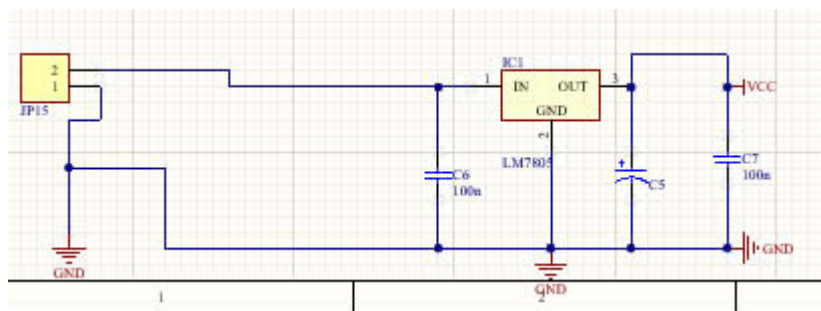 2
1
JP15
GND
IC1
1 IN OUT 3
GND
2
LM7805
C6
100n
C5
C7
100n
VCC
GND
GND
1
2